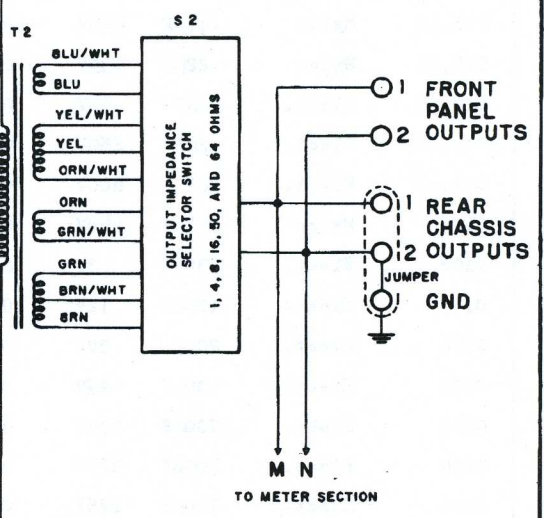 T 2
S 2
BLU/WHT
BLU
YEL/WHT
YEL
ORN/WHT
ORN
GRN/WHT
GRN
BRN/WHT
BRN
OUTPUT IMPEDANCE
SELECTOR SWITCH
1, 4, 8, 16, 50, AND 64 OHMS
1 FRONT
PANEL
2 OUTPUTS
1 REAR
CHASSIS
2 OUTPUTS
JUMPER
GND
M N
TO METER SECTION